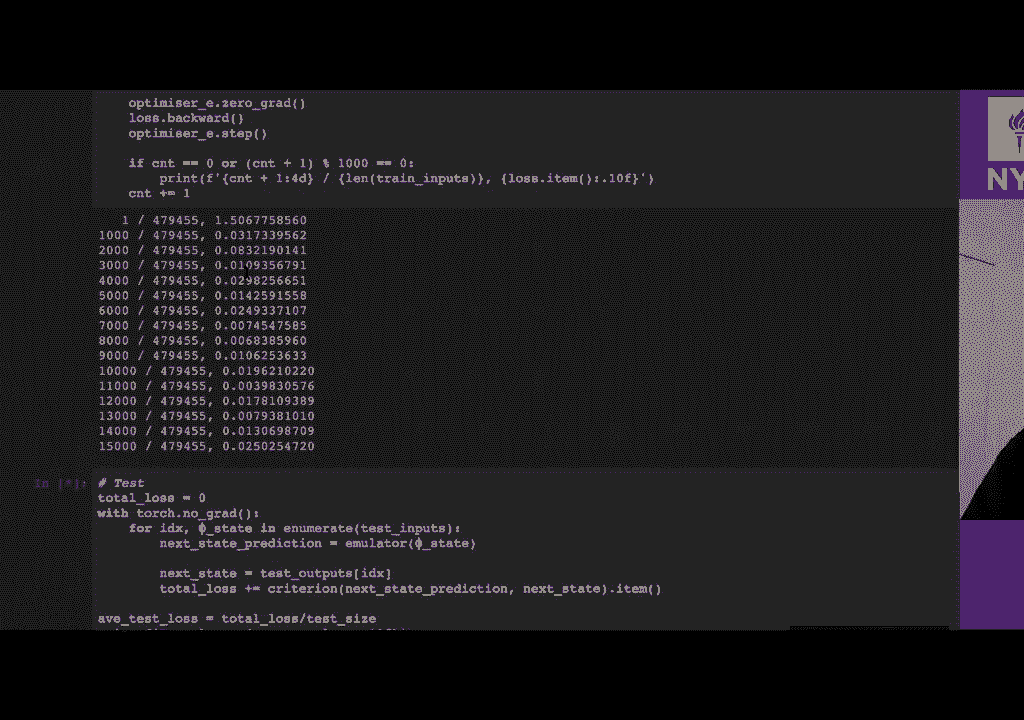 optimiser_e.zero_grad()
loss.backward()
optimiser_e.step()
if cnt == 0 or (cnt + 1) % 1000 == 0:
print(f'{cnt + 1:4d} / {len(train_inputs)}, {loss.item():.10f}')
cnt += 1
1 / 479455, 1.5067758560
1000 / 479455, 0.0317339562
2000 / 479455, 0.0832190141
3000 / 479455, 0.0109356791
4000 / 479455, 0.0298256651
5000 / 479455, 0.0142591558
6000 / 479455, 0.0249337107
7000 / 479455, 0.0074547585
8000 / 479455, 0.0068385960
9000 / 479455, 0.0106253633
10000 / 479455, 0.0196210220
11000 / 479455, 0.0039830576
12000 / 479455, 0.0178109389
13000 / 479455, 0.0079381010
14000 / 479455, 0.0130698709
15000 / 479455, 0.0250254720
In [*]: # Test
total_loss = 0
with torch.no_grad():
for idx, ϕ_state in enumerate(test_inputs):
next_state_prediction = emulator(ϕ_state)
next_state = test_outputs[idx]
total_loss += criterion(next_state_prediction, next_state).item()
ave_test_loss = total_loss/test_size
NY